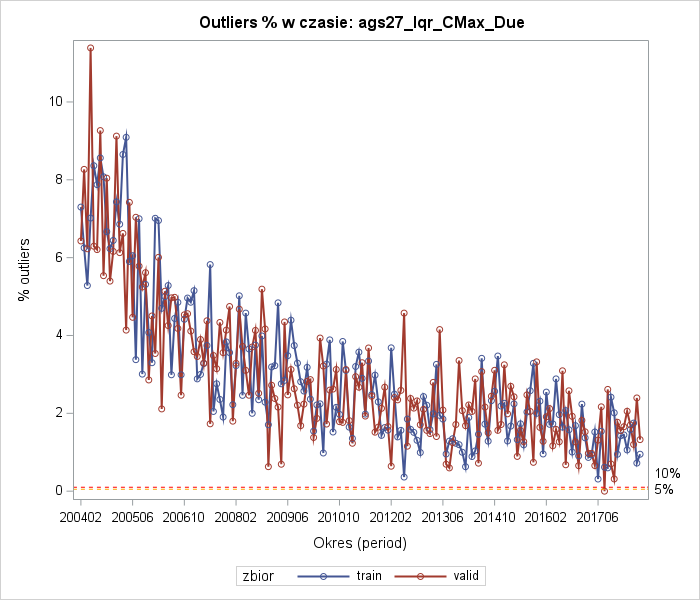 Outliers % w czasie: ags27_Iqr_CMax_Due
% outliers
10
8
6
4
2
0
10%
5%
200402 200506 200610 200802 200906 201010 201202 201306 201410 201602 201706
Okres (period)
zbior train valid